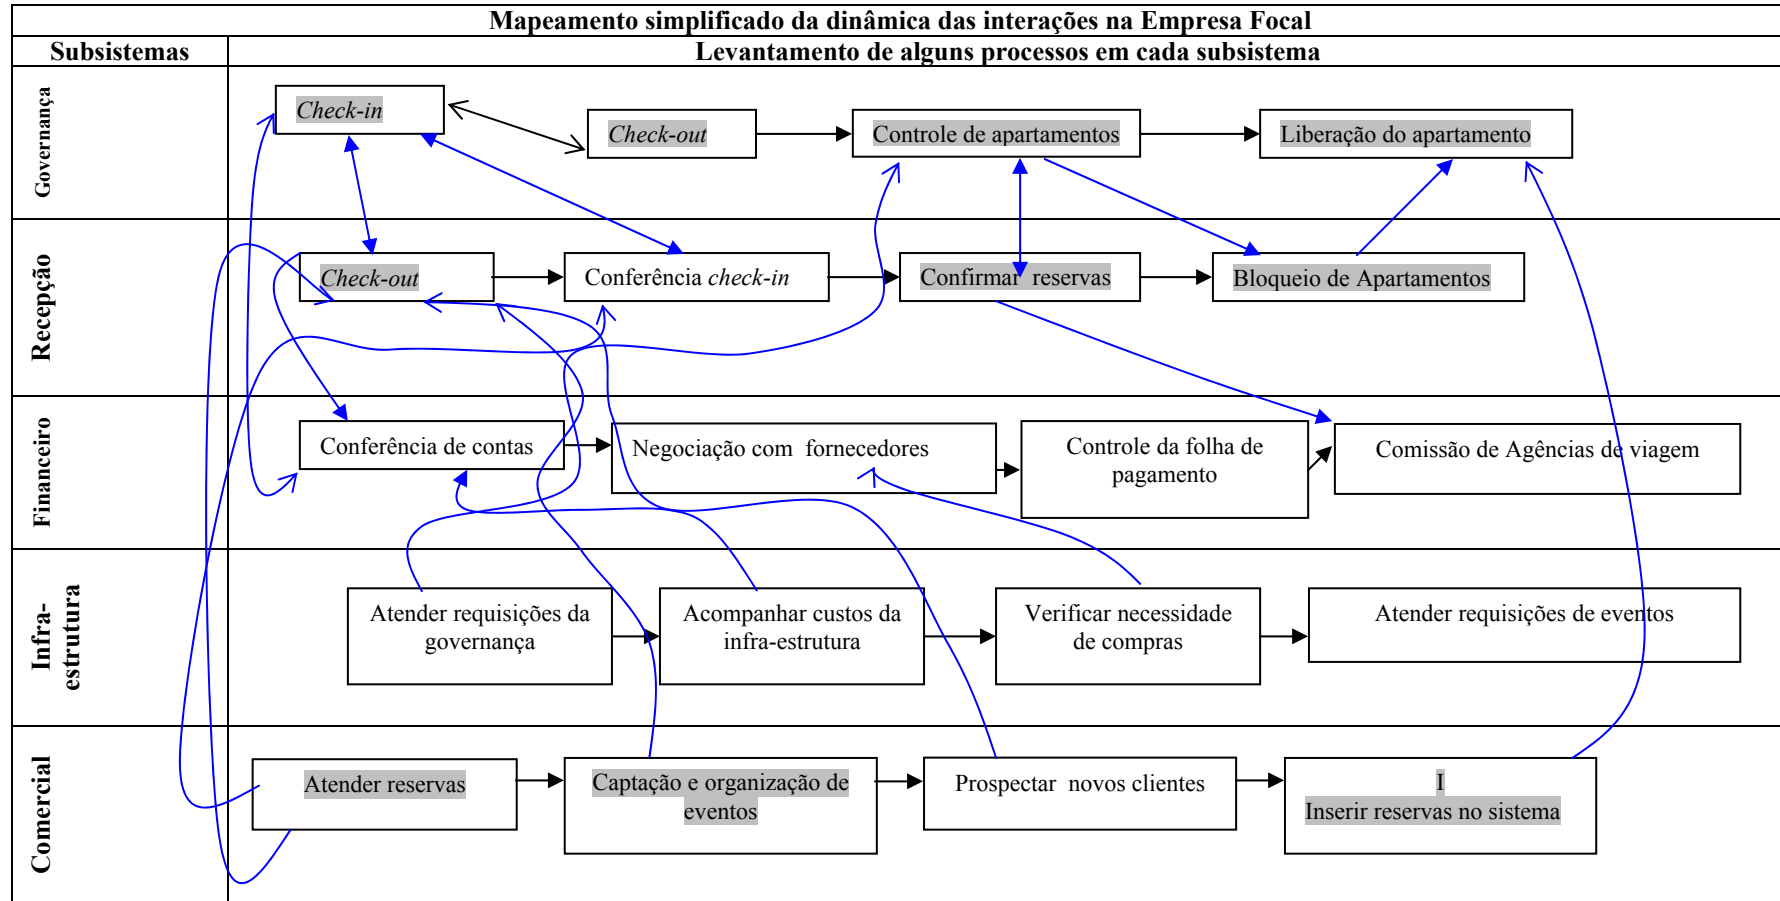 Mapeamento simplificado da dinâmica das interações na Empresa Focal
Subsistemas
Levantamento de alguns processos em cada subsistema
Governança
Check-in
Check-out
Controle de apartamentos
Liberação do apartamento
Recepção
Check-out
Conferência check-in
Confirmar reservas
Bloqueio de Apartamentos
Financeiro
Conferência de contas
Negociação com fornecedores
Controle da folha de
pagamento
Comissão de Agências de viagem
Infra-
estrutura
Atender requisições da
governança
Acompanhar custos da
infra-estrutura
Verificar necessidade
de compras
Atender requisições de eventos
Comercial
Atender reservas
Captação e organização de
eventos
Prospectar novos clientes
I
Inserir reservas no sistema